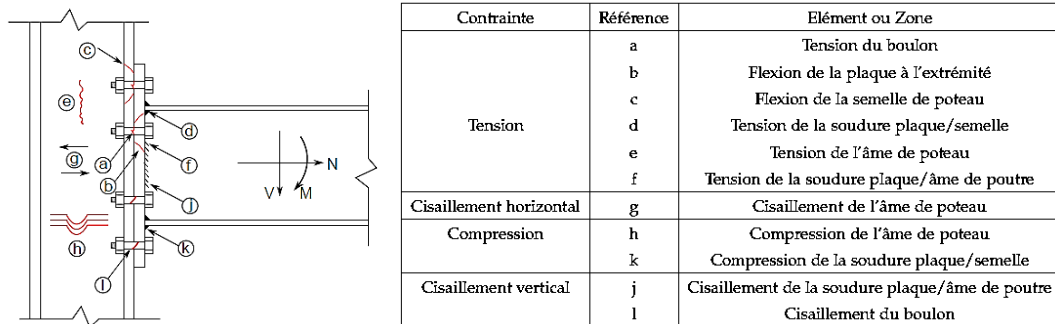 c
e
g
a
b
h
l
d
f
j
k
N
V
M
Contrainte Référence Elément ou Zone
a Tension du boulon
b Flexion de la plaque à l'extrémité
c Flexion de la semelle de poteau
Tension d Tension de la soudure plaque/semelle
e Tension de l'âme de poteau
f Tension de la soudure plaque/âme de poutre
Cisaillement horizontal g Cisaillement de l'âme de poteau
Compression h Compression de l'âme de poteau
k Compression de la soudure plaque/semelle
Cisaillement vertical j Cisaillement de la soudure plaque/âme de poutre
l Cisaillement du boulon